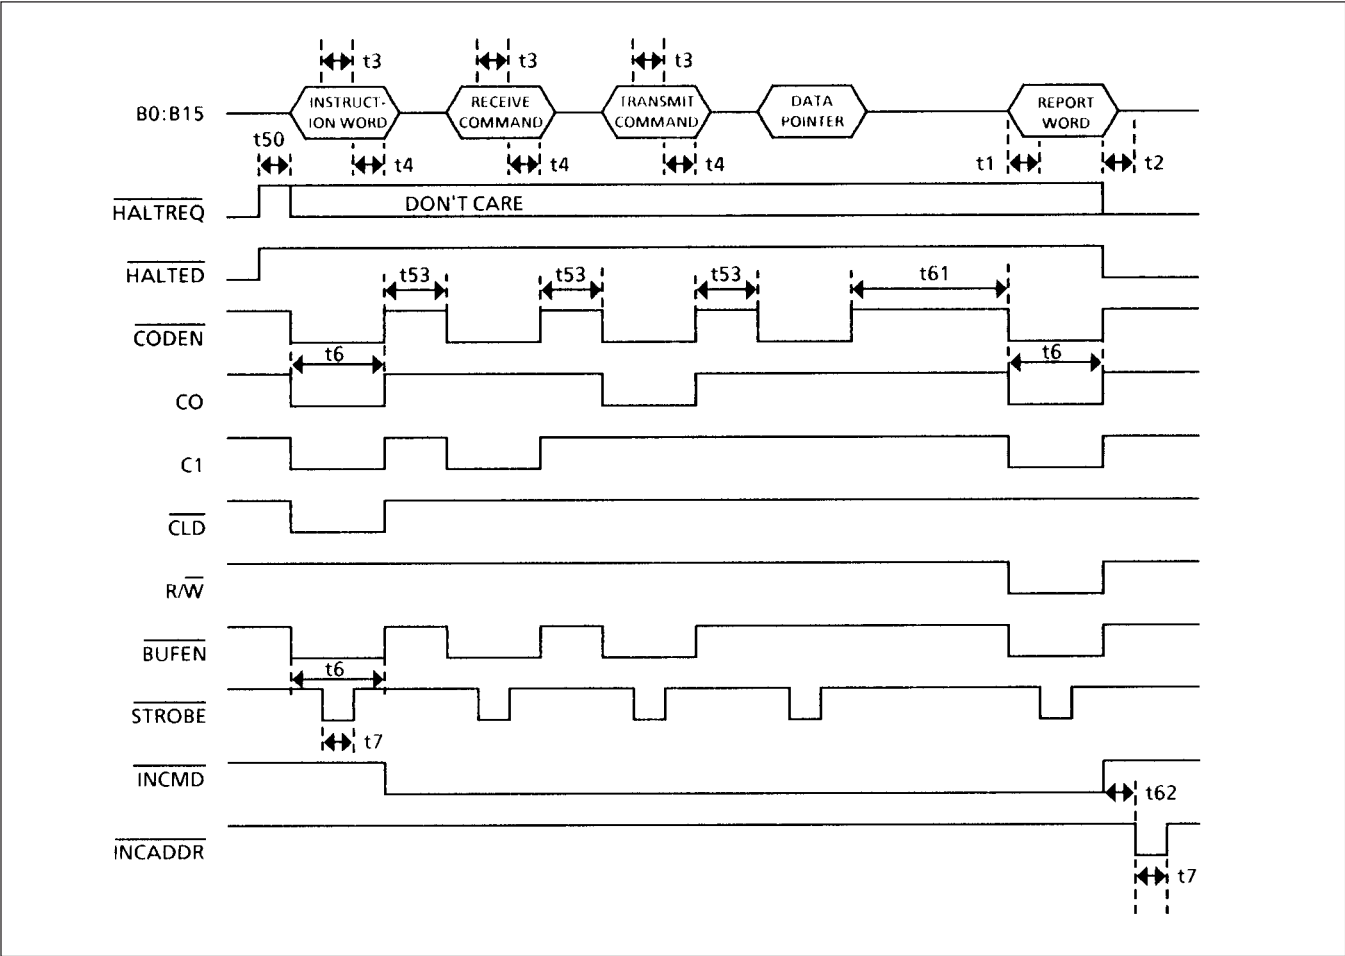 t3 t3 t3
B0:B15 INSTRUCT- ION WORD RECEIVE COMMAND TRANSMIT COMMAND DATA POINTER REPORT WORD
t50 t4 t4 t4 t1 t2
HALTREQ DON'T CARE
HALTED
t53 t53 t53 t61
CODEN
t6 t6
CO
C1
CLD
R/W
BUFEN
t6
STROBE
t7
INCMD
t62
INCADDR
t7